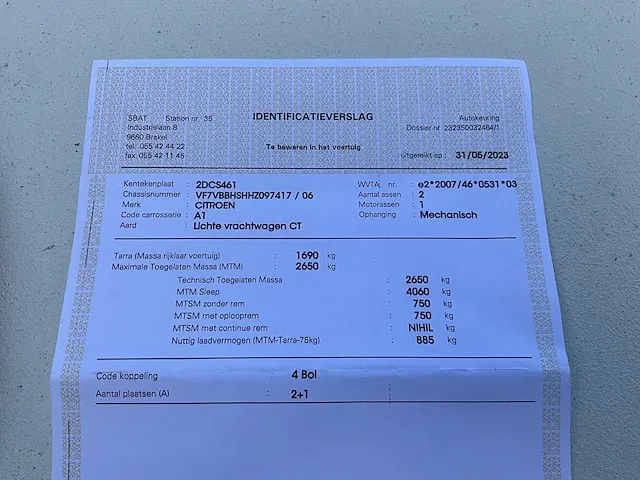 SBAT Station nr 35 IDENTIFICATIEVERSLAG Autokeuring
Industrielaan 8 Dossier nr 232350032484/1
9660 Brakel
tel: 055 42 44 22 Te bewaren in het voertuig
fax: 055 42 11 45 uitgereikt op : 31/05/2023
Kentekenplaat : 2DCS461 WVTA nr. : e2*2007/46*0531*03
Chassisnummer : VF7VBBHSHHZ097417 / 06 Aantal assen : 2
Merk : CITROEN Motorassen : 1
Code carrosserie : A1 Ophanging : Mechanisch
Aard : Lichte vrachtwagen CT
Tarra (Massa rijklaar voertuig) : 1690 kg
Maximale Toegelaten Massa (MTM) : 2650 kg
Technisch Toegelaten Massa : 2650 kg
MTM Sleep : 4060 kg
MTSM zonder rem : 750 kg
MTSM met oplooprem : 750 kg
MTSM met continue rem : NIHIL kg
Nuttig laadvermogen (MTM-Tarra-75kg) : 885 kg
Code koppeling : 4 Bol
Aantal plaatsen (A) : 2+1